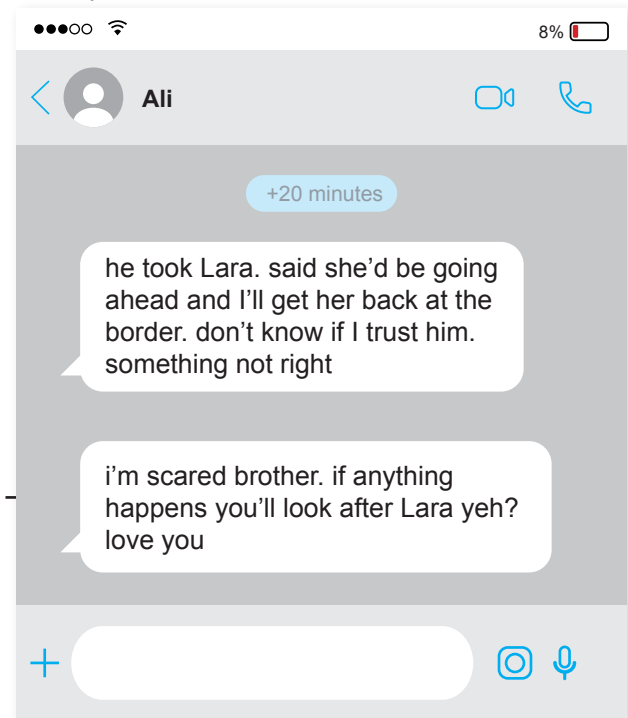 8%
Ali
+20 minutes
he took Lara. said she’d be going
ahead and I’ll get her back at the
border. don’t know if I trust him.
something not right
i’m scared brother. if anything
happens you’ll look after Lara yeh?
love you